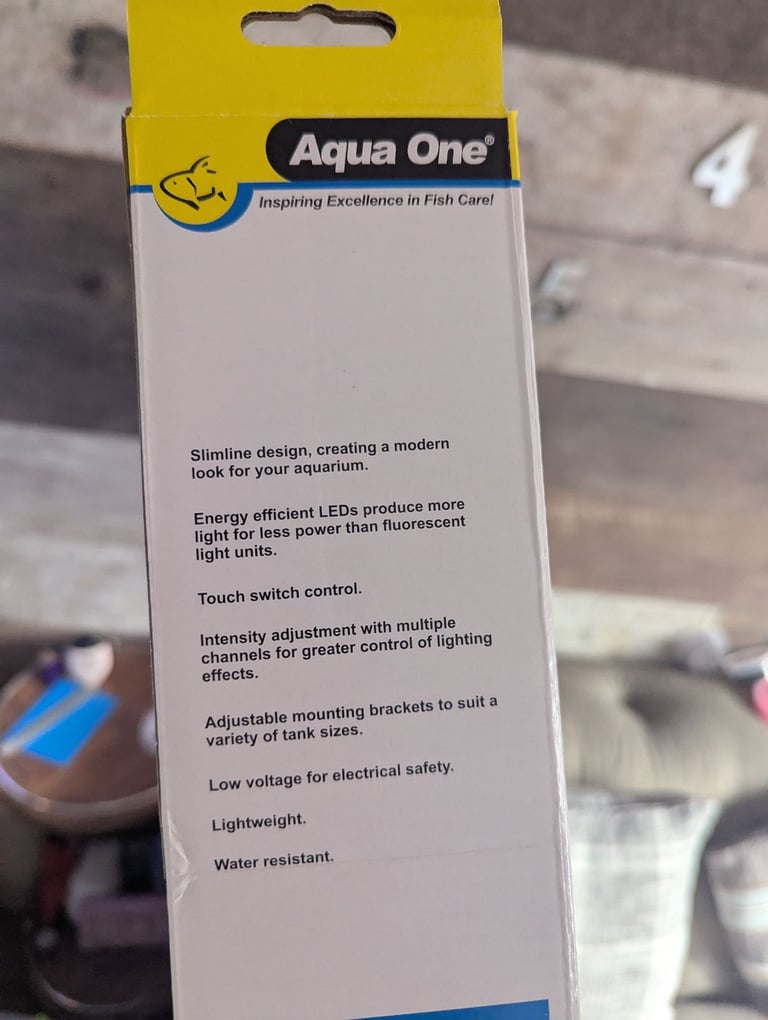 Aqua One®
Inspiring Excellence in Fish Care!
Slimline design, creating a modern
look for your aquarium.
Energy efficient LEDs produce more
light for less power than fluorescent
light units.
Touch switch control.
Intensity adjustment with multiple
channels for greater control of lighting
effects.
Adjustable mounting brackets to suit a
variety of tank sizes.
Low voltage for electrical safety.
Lightweight.
Water resistant.
4
5